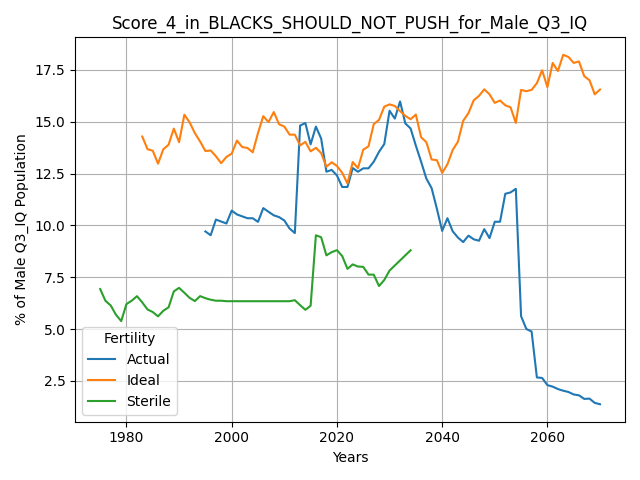 Score_4_in_BLACKS_SHOULD_NOT_PUSH_for_Male_Q3_IQ
17.5
15.0
12.5
10.0
7.5
5.0
2.5
% of Male Q3_IQ Population
Fertility
Actual
Ideal
Sterile
1980
2000
2020
2040
2060
Years